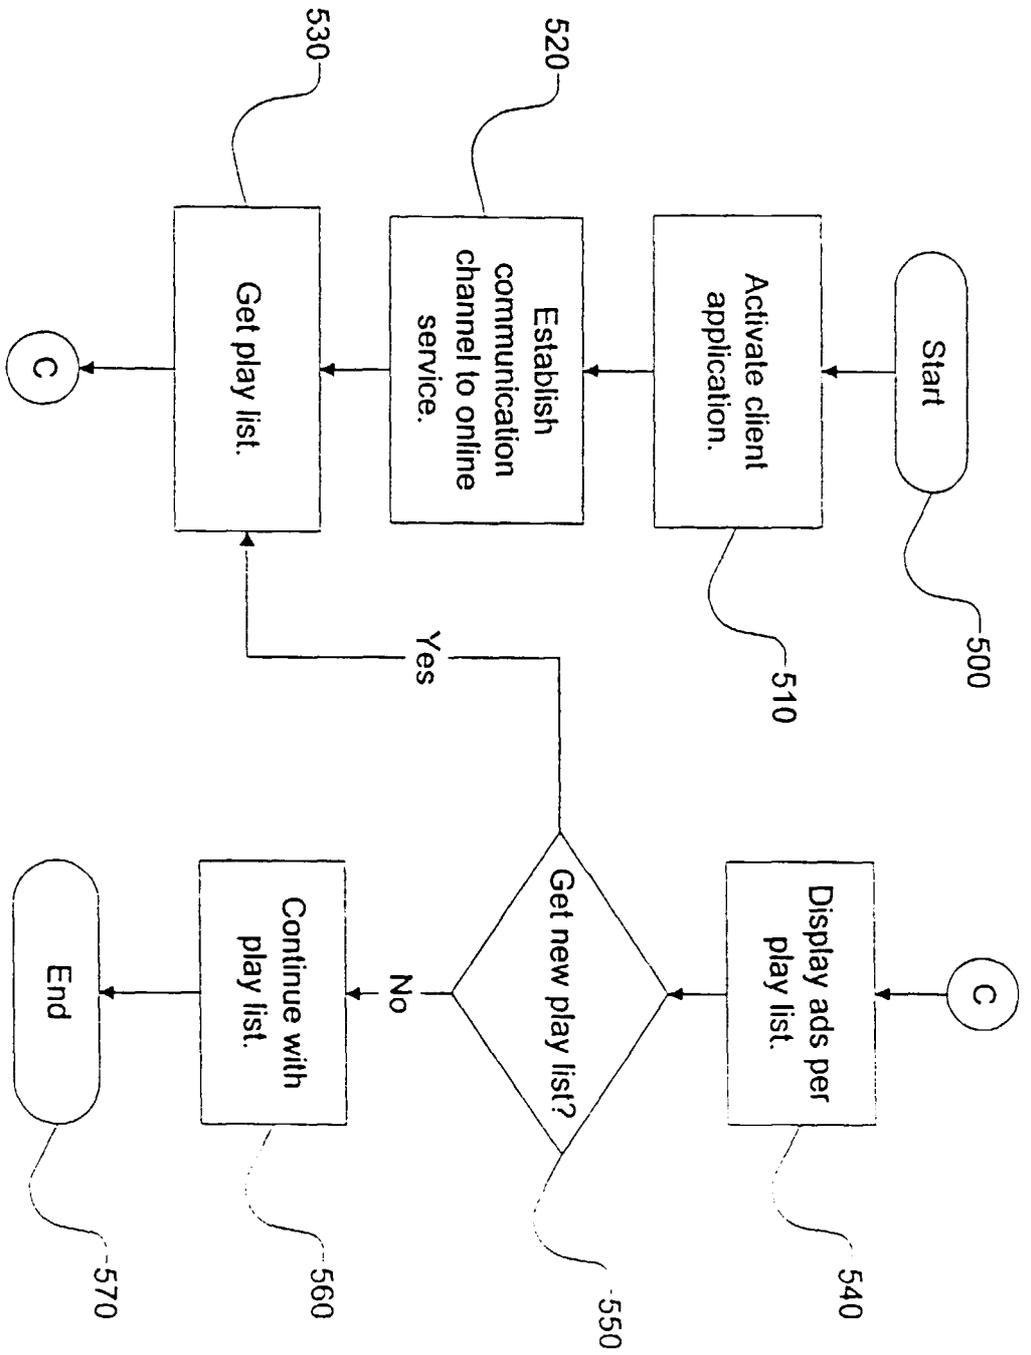 Start
500
Activate client
application.
510
Establish
communication
channel to online
service.
520
Get play list.
530
C
C
Display ads per
play list.
540
Get new play list?
550
Yes
No
Continue with
play list.
560
End
570